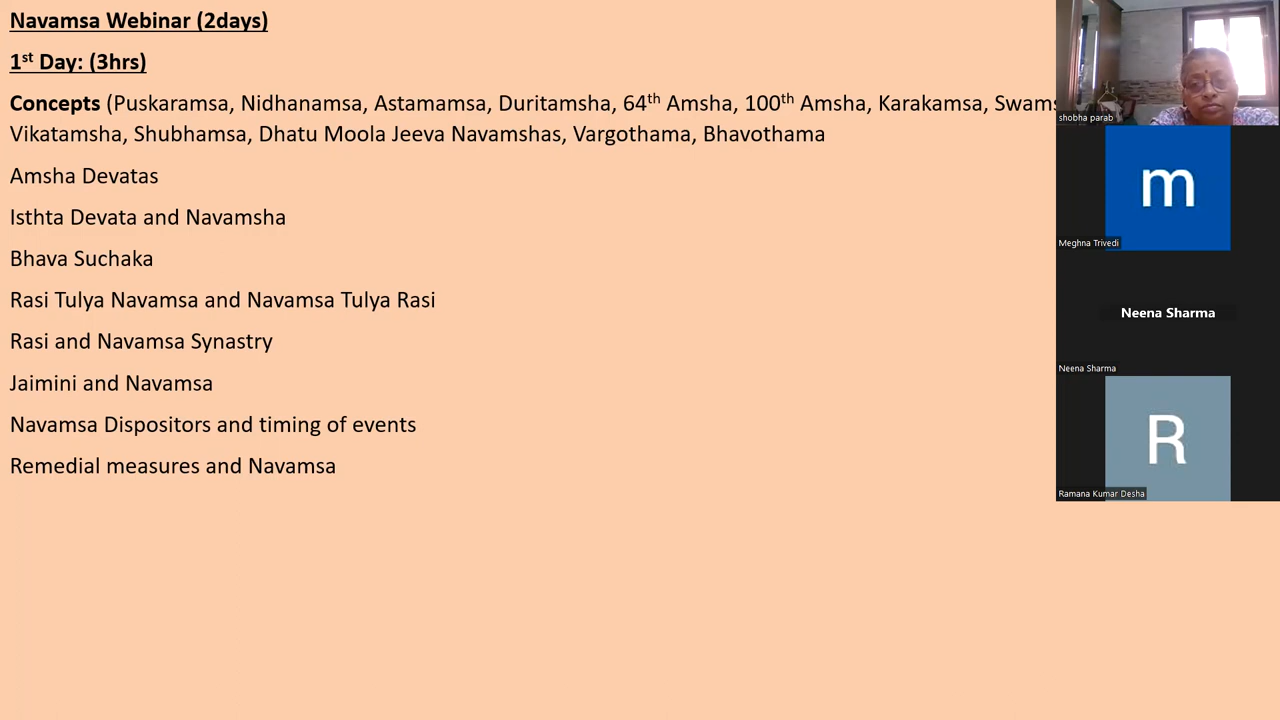 Navamsa Webinar (2days)
1st Day: (3hrs)
Concepts (Puskaramsa, Nidhanamsa, Astamamsa, Duritamsha, 64th Amsha, 100th Amsha, Karakamsa, Swams
Vikatamsha, Shubhamsa, Dhatu Moola Jeeva Navamshas, Vargothama, Bhavothama
Amsha Devatas
Isthta Devata and Navamsha
Bhava Suchaka
Rasi Tulya Navamsa and Navamsa Tulya Rasi
Rasi and Navamsa Synastry
Jaimini and Navamsa
Navamsa Dispositors and timing of events
Remedial measures and Navamsa
shobha parab
m
Meghna Trivedi
Neena Sharma
Neena Sharma
R
Ramana Kumar Desha